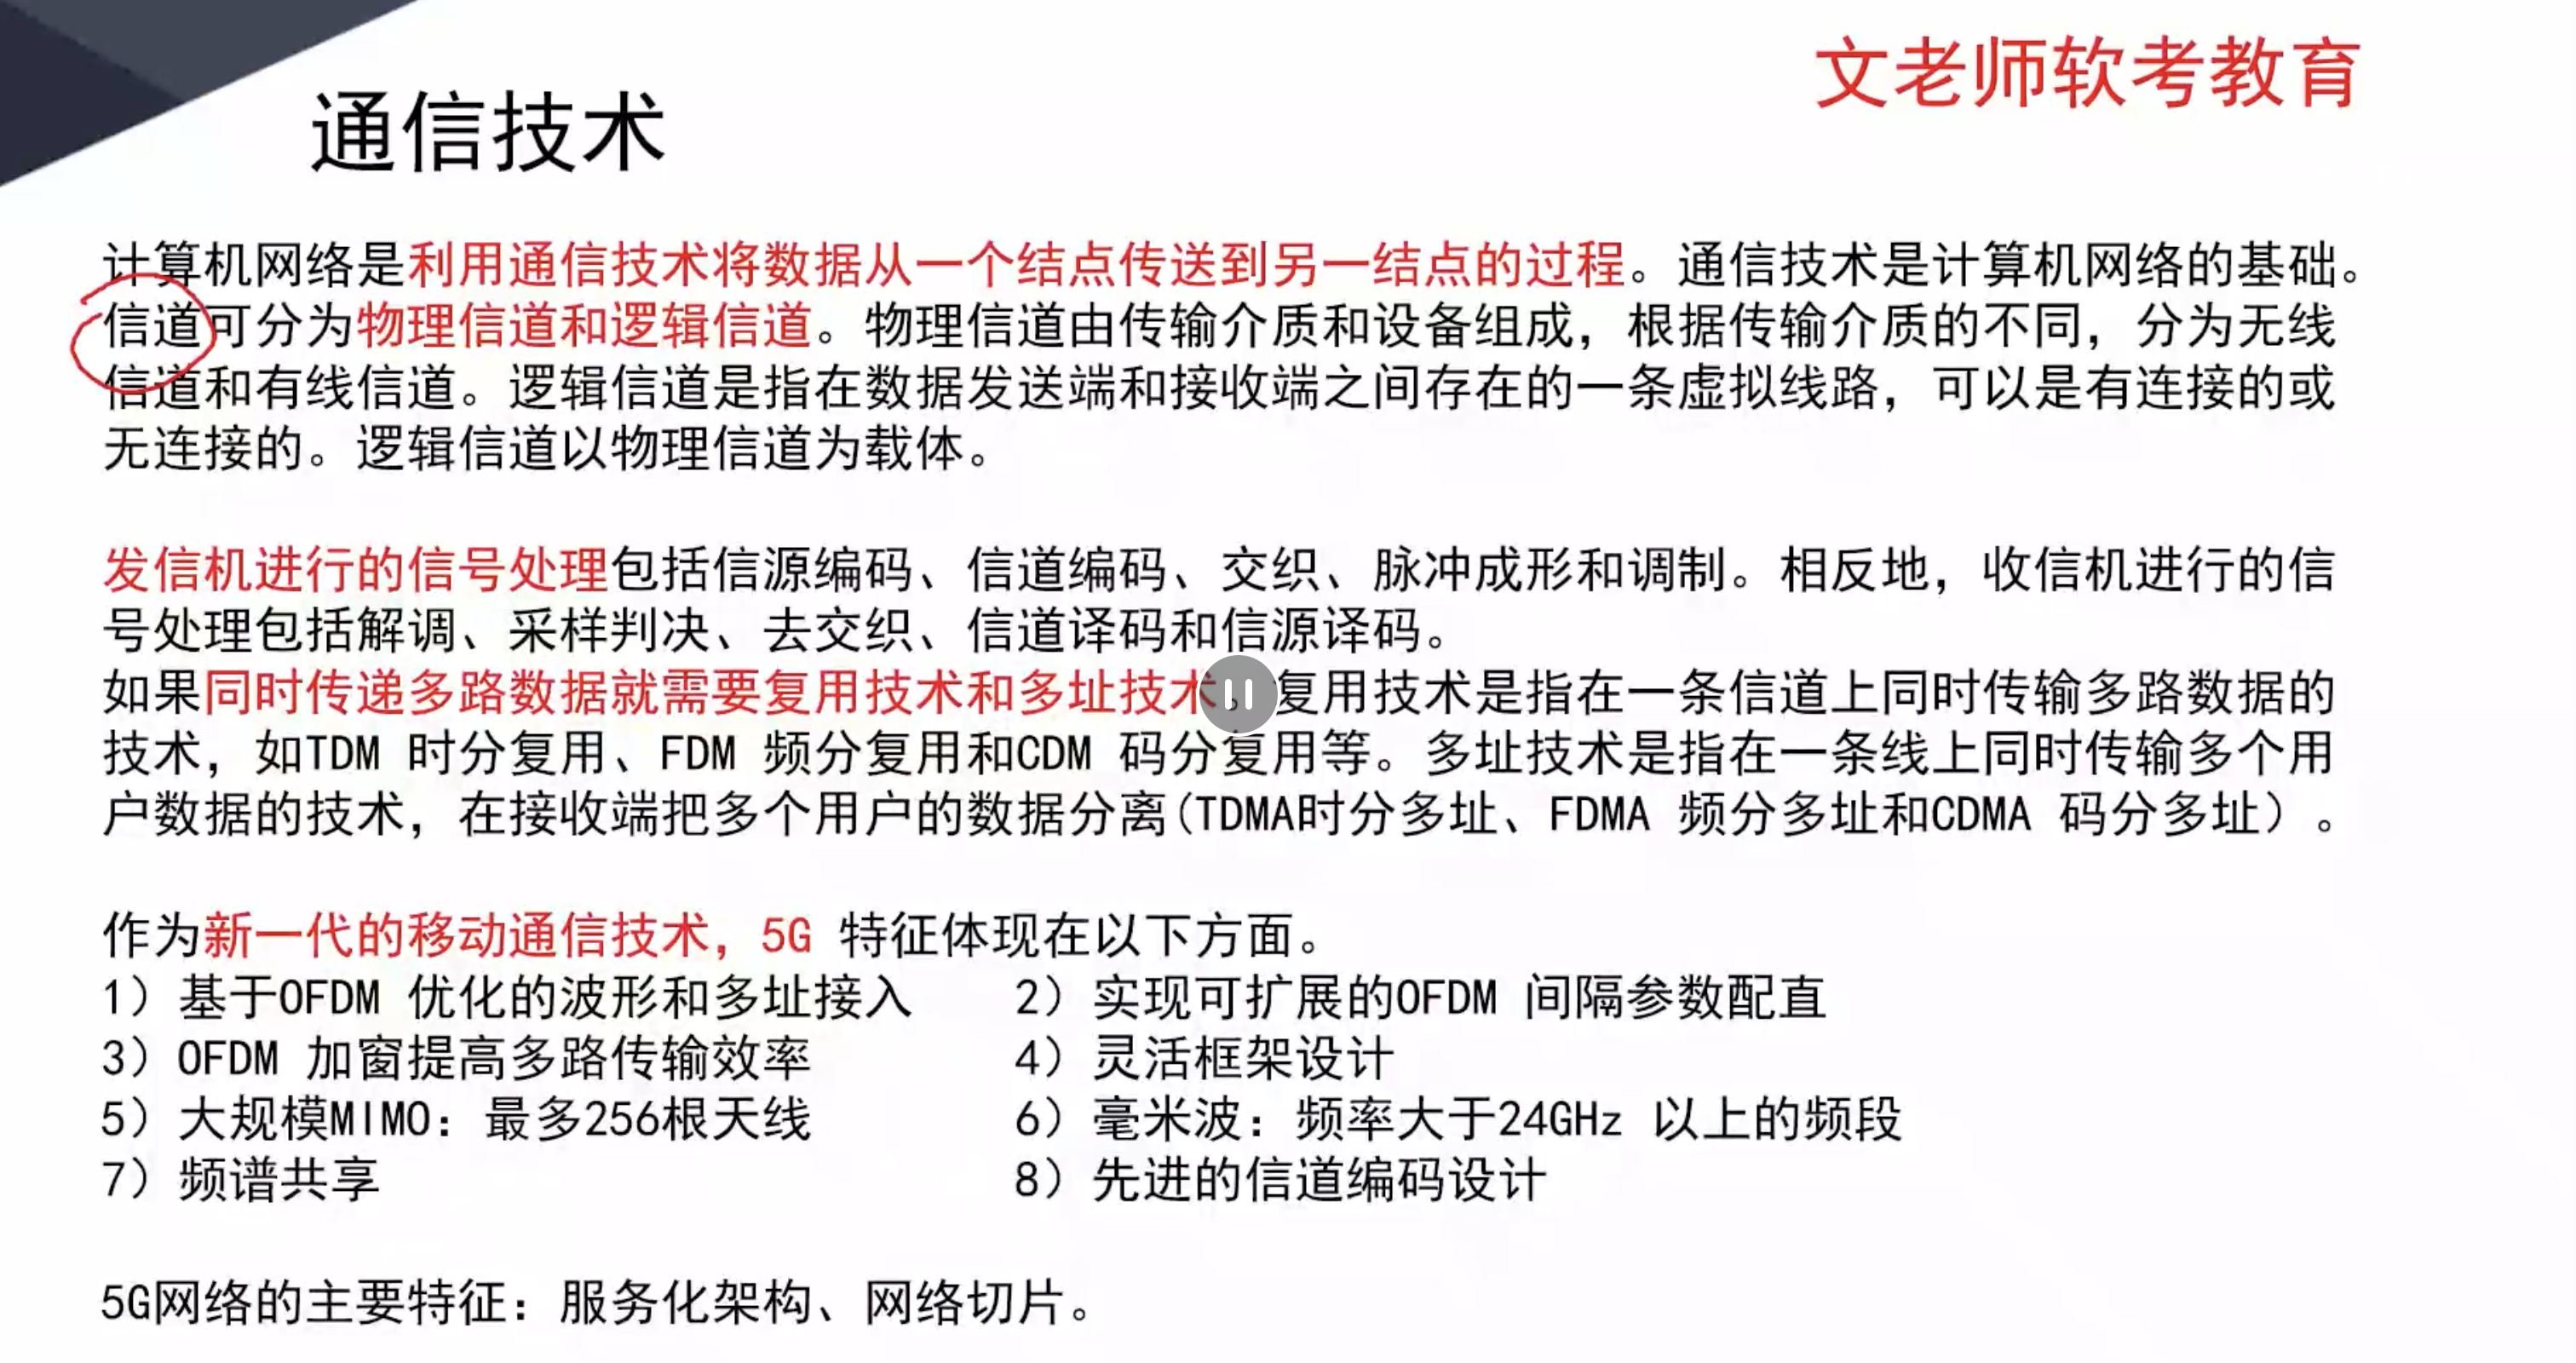 文老师软考教育
通信技术
计算机网络是利用通信技术将数据从一个结点传送到另一结点的过程。通信技术是计算机网络的基础。
信道可分为物理信道和逻辑信道。物理信道由传输介质和设备组成，根据传输介质的不同，分为无线
信道和有线信道。逻辑信道是指在数据发送端和接收端之间存在的一条虚拟线路，可以是有连接的或
无连接的。逻辑信道以物理信道为载体。
发信机进行的信号处理包括信源编码、信道编码、交织、脉冲成形和调制。相反地，收信机进行的信
号处理包括解调、采样判决、去交织、信道译码和信源译码。
如果同时传递多路数据就需要复用技术和多址技术。复用技术是指在一条信道上同时传输多路数据的
技术，如TDM 时分复用、FDM 频分复用和CDM 码分复用等。多址技术是指在一条线上同时传输多个用
户数据的技术，在接收端把多个用户的数据分离(TDMA时分多址、FDMA 频分多址和CDMA 码分多址）。
作为新一代的移动通信技术，5G 特征体现在以下方面。
1）基于OFDM 优化的波形和多址接入 2）实现可扩展的OFDM 间隔参数配直
3）OFDM 加窗提高多路传输效率 4）灵活框架设计
5）大规模MIMO：最多256根天线 6）毫米波：频率大于24GHz 以上的频段
7）频谱共享 8）先进的信道编码设计
5G网络的主要特征：服务化架构、网络切片。